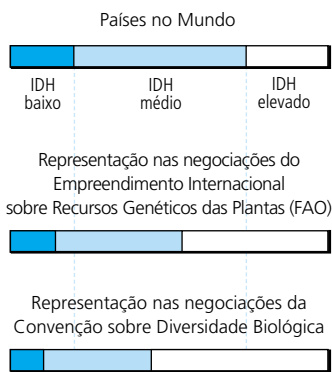 Países no Mundo
IDH baixo
IDH médio
IDH elevado
Representação nas negociações do
Empreendimento Internacional
sobre Recursos Genéticos das Plantas (FAO)
Representação nas negociações da
Convenção sobre Diversidade Biológica